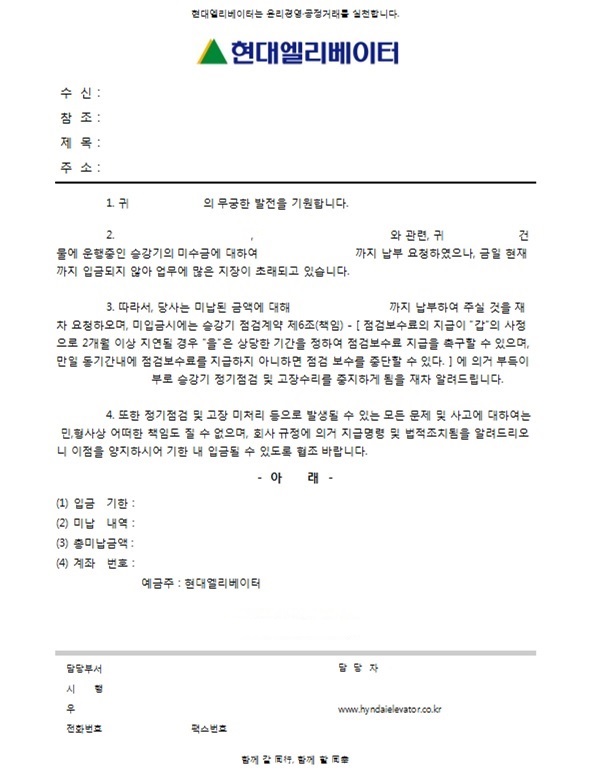 현대엘리베이터는 윤리경영·공정거래를 실천합니다.
현대엘리베이터
수 신 :
참 조 :
제 목 :
주 소 :
1. 귀 의 무궁한 발전을 기원합니다.
2. , 와 관련, 귀 건
물에 운행중인 승강기의 미수금에 대하여 까지 납부 요청하였으나, 금일 현재
까지 입금되지 않아 업무에 많은 지장이 초래되고 있습니다.
3. 따라서, 당사는 미납된 금액에 대해 까지 납부하여 주실 것을 재
차 요청하오며, 미입금시에는 승강기 점검계약 제6조(책임) - [ 점검보수료의 지급이 "갑"의 사정
으로 2개월 이상 지연될 경우 "을"은 상당한 기간을 정하여 점검보수료 지급을 촉구할 수 있으며,
만일 동기간내에 점검보수료를 지급하지 아니하면 점검 보수를 중단할 수 있다. ] 에 의거 부득이
부로 승강기 정기점검 및 고장수리를 중지하게 됨을 재차 알려드립니다.
4. 또한 정기점검 및 고장 미처리 등으로 발생될 수 있는 모든 문제 및 사고에 대하여는
민,형사상 어떠한 책임도 질 수 없으며, 회사 규정에 의거 지급명령 및 법적조치됨을 알려드리오
니 이점을 양지하시어 기한 내 입금될 수 있도록 협조 바랍니다.
- 아 래 -
(1) 입금 기한 :
(2) 미납 내역 :
(3) 총미납금액 :
(4) 계좌 번호 :
예금주 : 현대엘리베이터
담당부서 담 당 자
시 행
우 www.hyndaielevator.co.kr
전화번호 팩스번호
함께 갈 同行, 함께 할 同幸